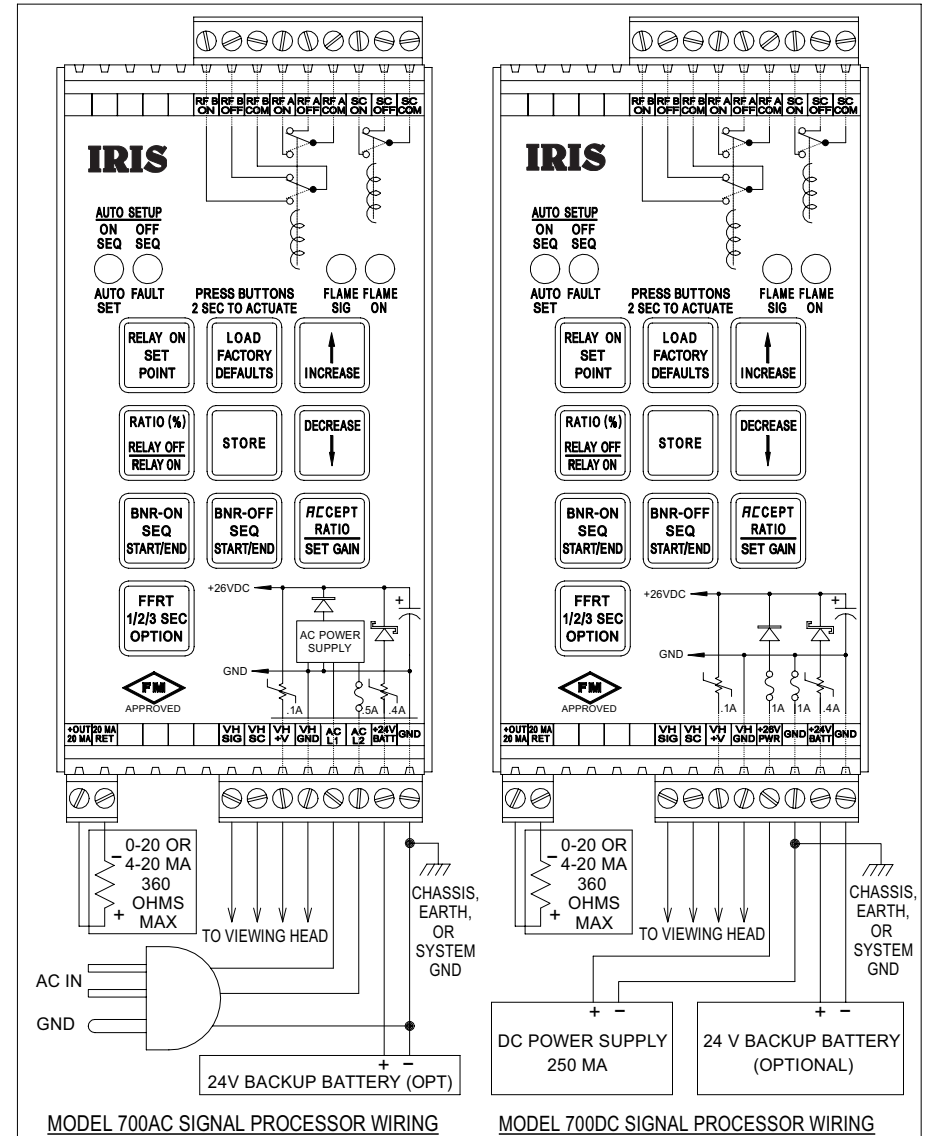 RF B ON
RF B OFF
RF B COM
RF A ON
RF A OFF
RF A COM
SC ON
SC OFF
SC COM
IRIS
AUTO SETUP
ON SEQ
OFF SEQ
AUTO SET
FAULT
PRESS BUTTONS
2 SEC TO ACTUATE
FLAME SIG
FLAME ON
RELAY ON
SET
POINT
LOAD
FACTORY
DEFAULTS
INCREASE
RATIO (%)
RELAY OFF
RELAY ON
STORE
DECREASE
BNR-ON
SEQ
START/END
BNR-OFF
SEQ
START/END
ACCEPT
RATIO
SET GAIN
FFRT
1/2/3 SEC
OPTION
+26VDC
+
AC POWER
SUPPLY
GND
.1A
.5A
.4A
FM
APPROVED
+OUT 20 MA
20 MA RET
VH SIG
VH SC
VH +V
VH GND
AC L1
AC L2
+24V BATT
GND
−
0-20 OR
4-20 MA
360
OHMS
MAX
+
TO VIEWING HEAD
CHASSIS,
EARTH,
OR
SYSTEM
GND
AC IN
GND
+ −
24V BACKUP BATTERY (OPT)
MODEL 700AC SIGNAL PROCESSOR WIRING
RF B ON
RF B OFF
RF B COM
RF A ON
RF A OFF
RF A COM
SC ON
SC OFF
SC COM
IRIS
AUTO SETUP
ON SEQ
OFF SEQ
AUTO SET
FAULT
PRESS BUTTONS
2 SEC TO ACTUATE
FLAME SIG
FLAME ON
RELAY ON
SET
POINT
LOAD
FACTORY
DEFAULTS
INCREASE
RATIO (%)
RELAY OFF
RELAY ON
STORE
DECREASE
BNR-ON
SEQ
START/END
BNR-OFF
SEQ
START/END
ACCEPT
RATIO
SET GAIN
FFRT
1/2/3 SEC
OPTION
+26VDC
+
GND
.1A
1A
1A
.4A
FM
APPROVED
+OUT 20 MA
20 MA RET
VH SIG
VH SC
VH +V
VH GND
+26V PWR
GND
+24V BATT
GND
−
0-20 OR
4-20 MA
360
OHMS
MAX
+
TO VIEWING HEAD
CHASSIS,
EARTH,
OR
SYSTEM
GND
+ −
DC POWER SUPPLY
250 MA
+ −
24 V BACKUP BATTERY
(OPTIONAL)
MODEL 700DC SIGNAL PROCESSOR WIRING